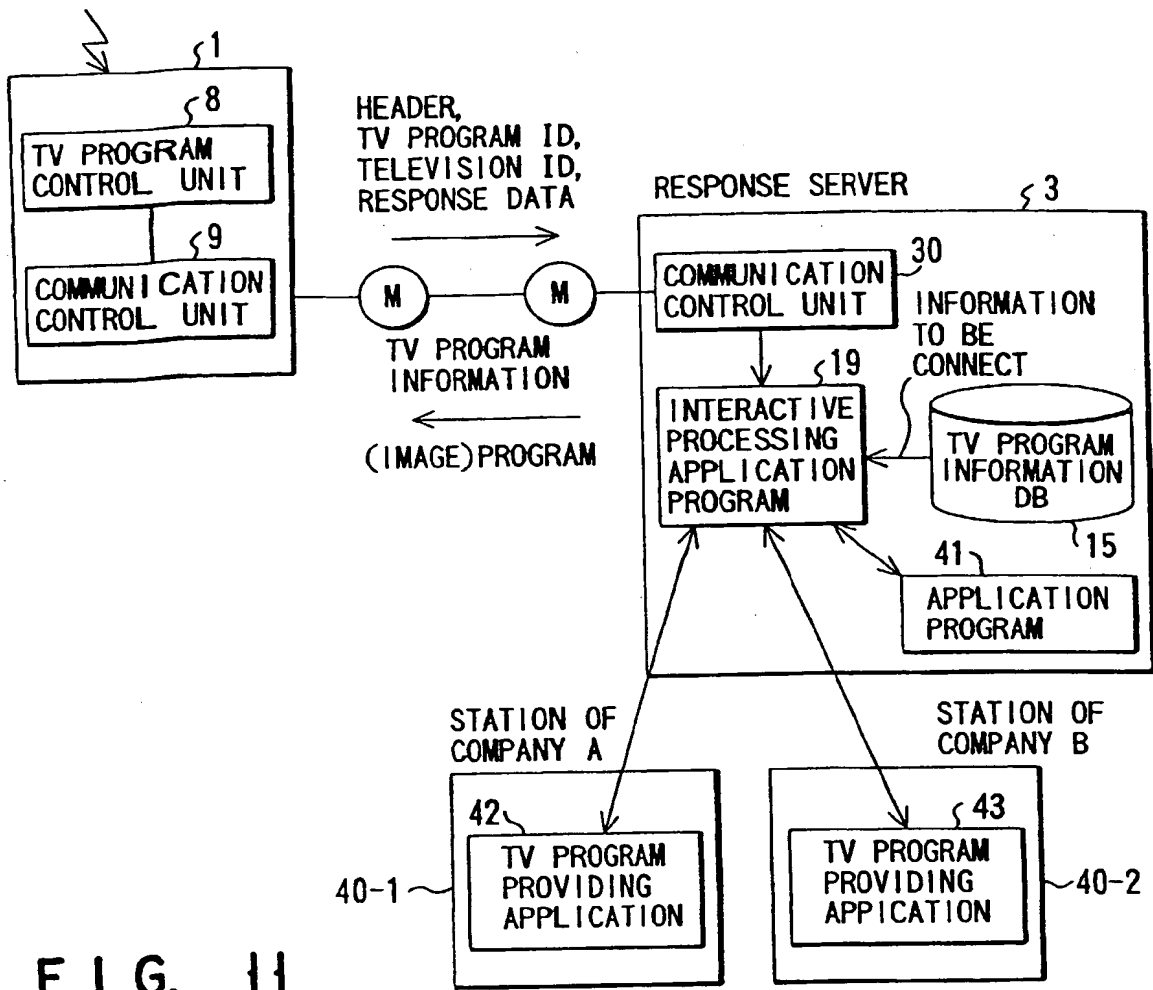 1
8
TV PROGRAM
CONTROL UNIT
9
COMMUNICATION
CONTROL UNIT
HEADER,
TV PROGRAM ID,
TELEVISION ID,
RESPONSE DATA
M
M
TV PROGRAM
INFORMATION
(IMAGE)PROGRAM
RESPONSE SERVER
3
COMMUNICATION
CONTROL UNIT
30
INFORMATION
TO BE
CONNECT
19
INTERACTIVE
PROCESSING
APPLICATION
PROGRAM
TV PROGRAM
INFORMATION
DB
15
41
APPLICATION
PROGRAM
STATION OF
COMPANY A
42
TV PROGRAM
PROVIDING
APPLICATION
40-1
STATION OF
COMPANY B
43
TV PROGRAM
PROVIDING
APPICATION
40-2
FIG. 11